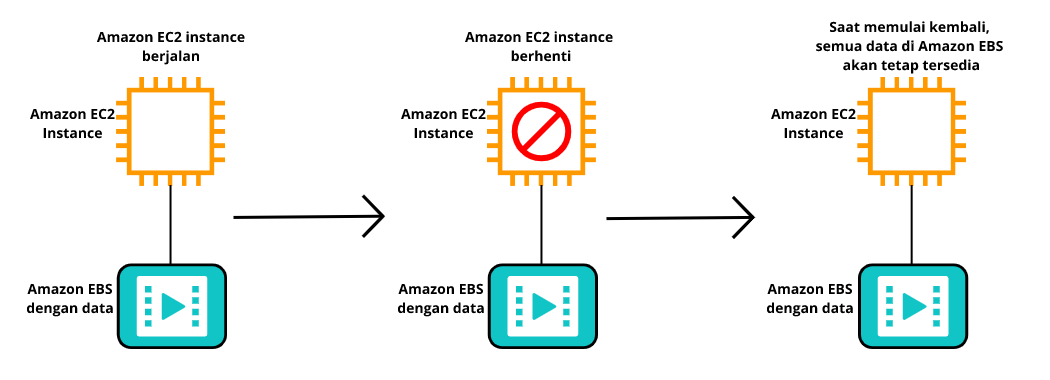 Amazon EC2 instance
berjalan
Amazon EC2
Instance
Amazon EBS
dengan data
Amazon EC2 instance
berhenti
Amazon EC2
Instance
Amazon EBS
dengan data
Saat memulai kembali,
semua data di Amazon EBS
akan tetap tersedia
Amazon EC2
Instance
Amazon EBS
dengan data